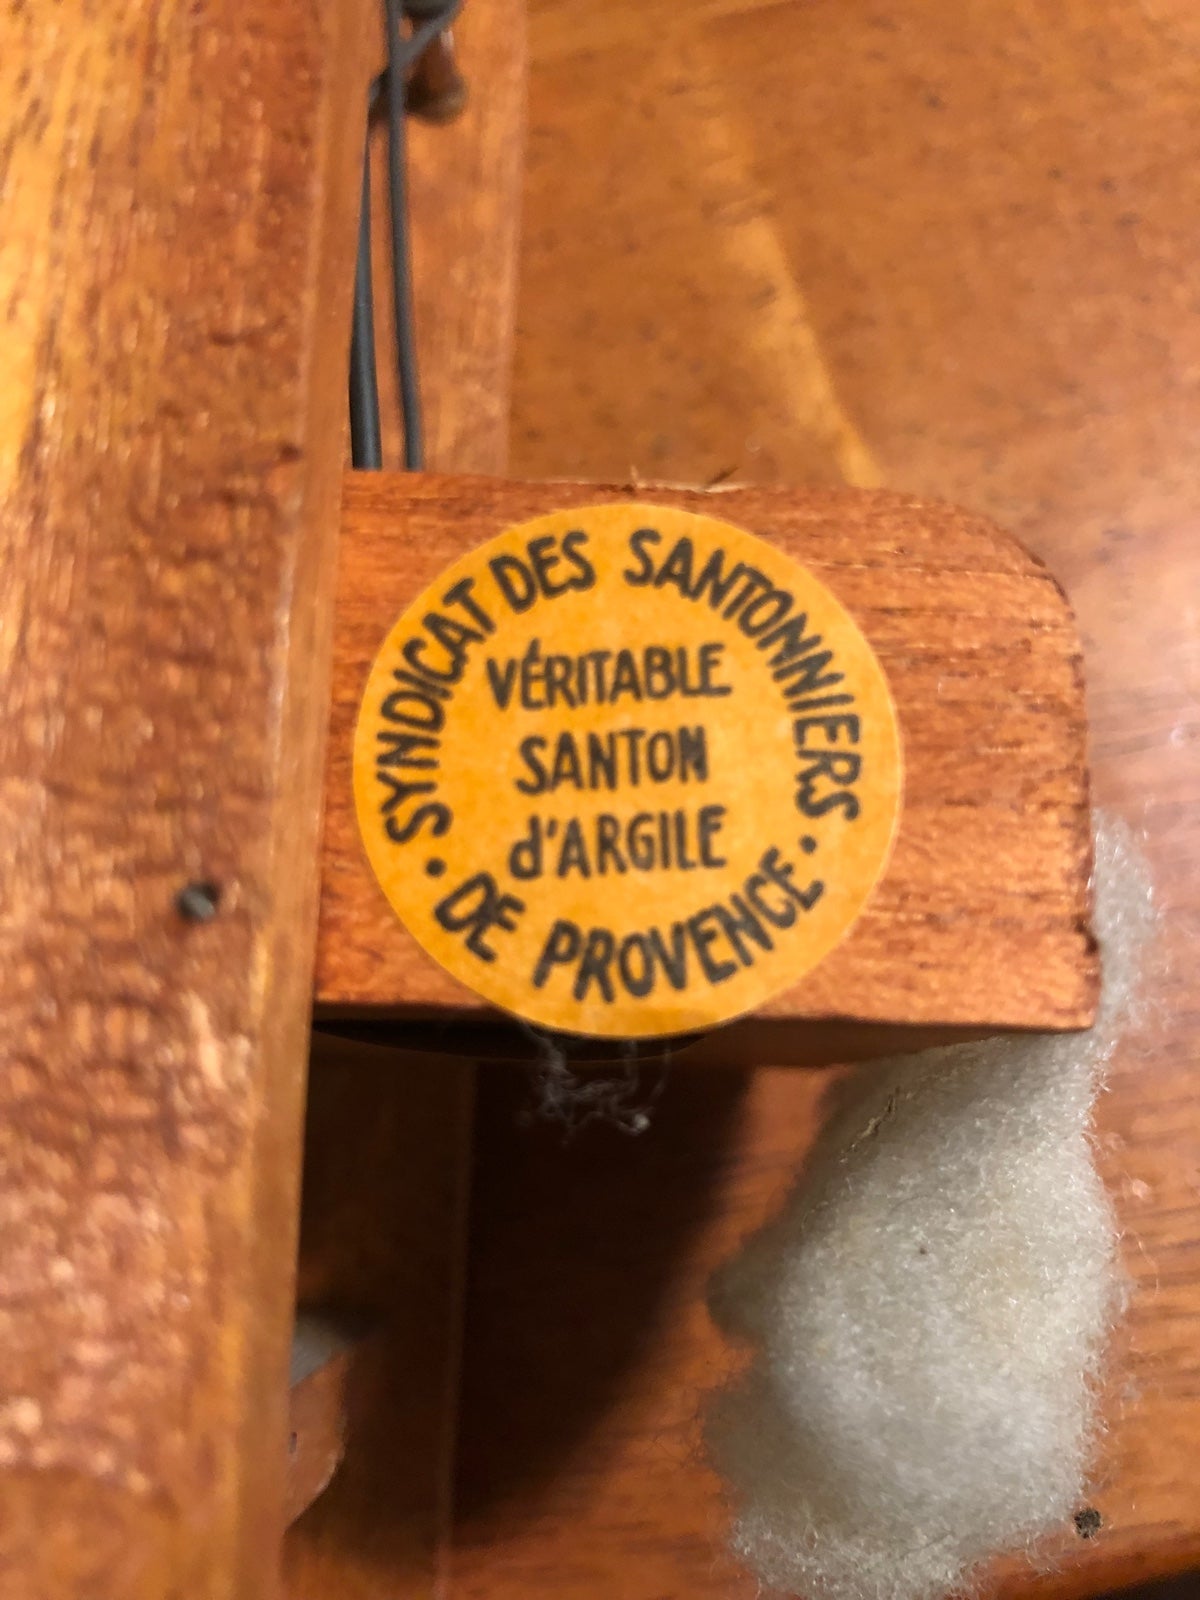 SYNDICAT DES SANTONNIERS
VÉRITABLE
SANTON
d'ARGILE
• DE PROVENCE •